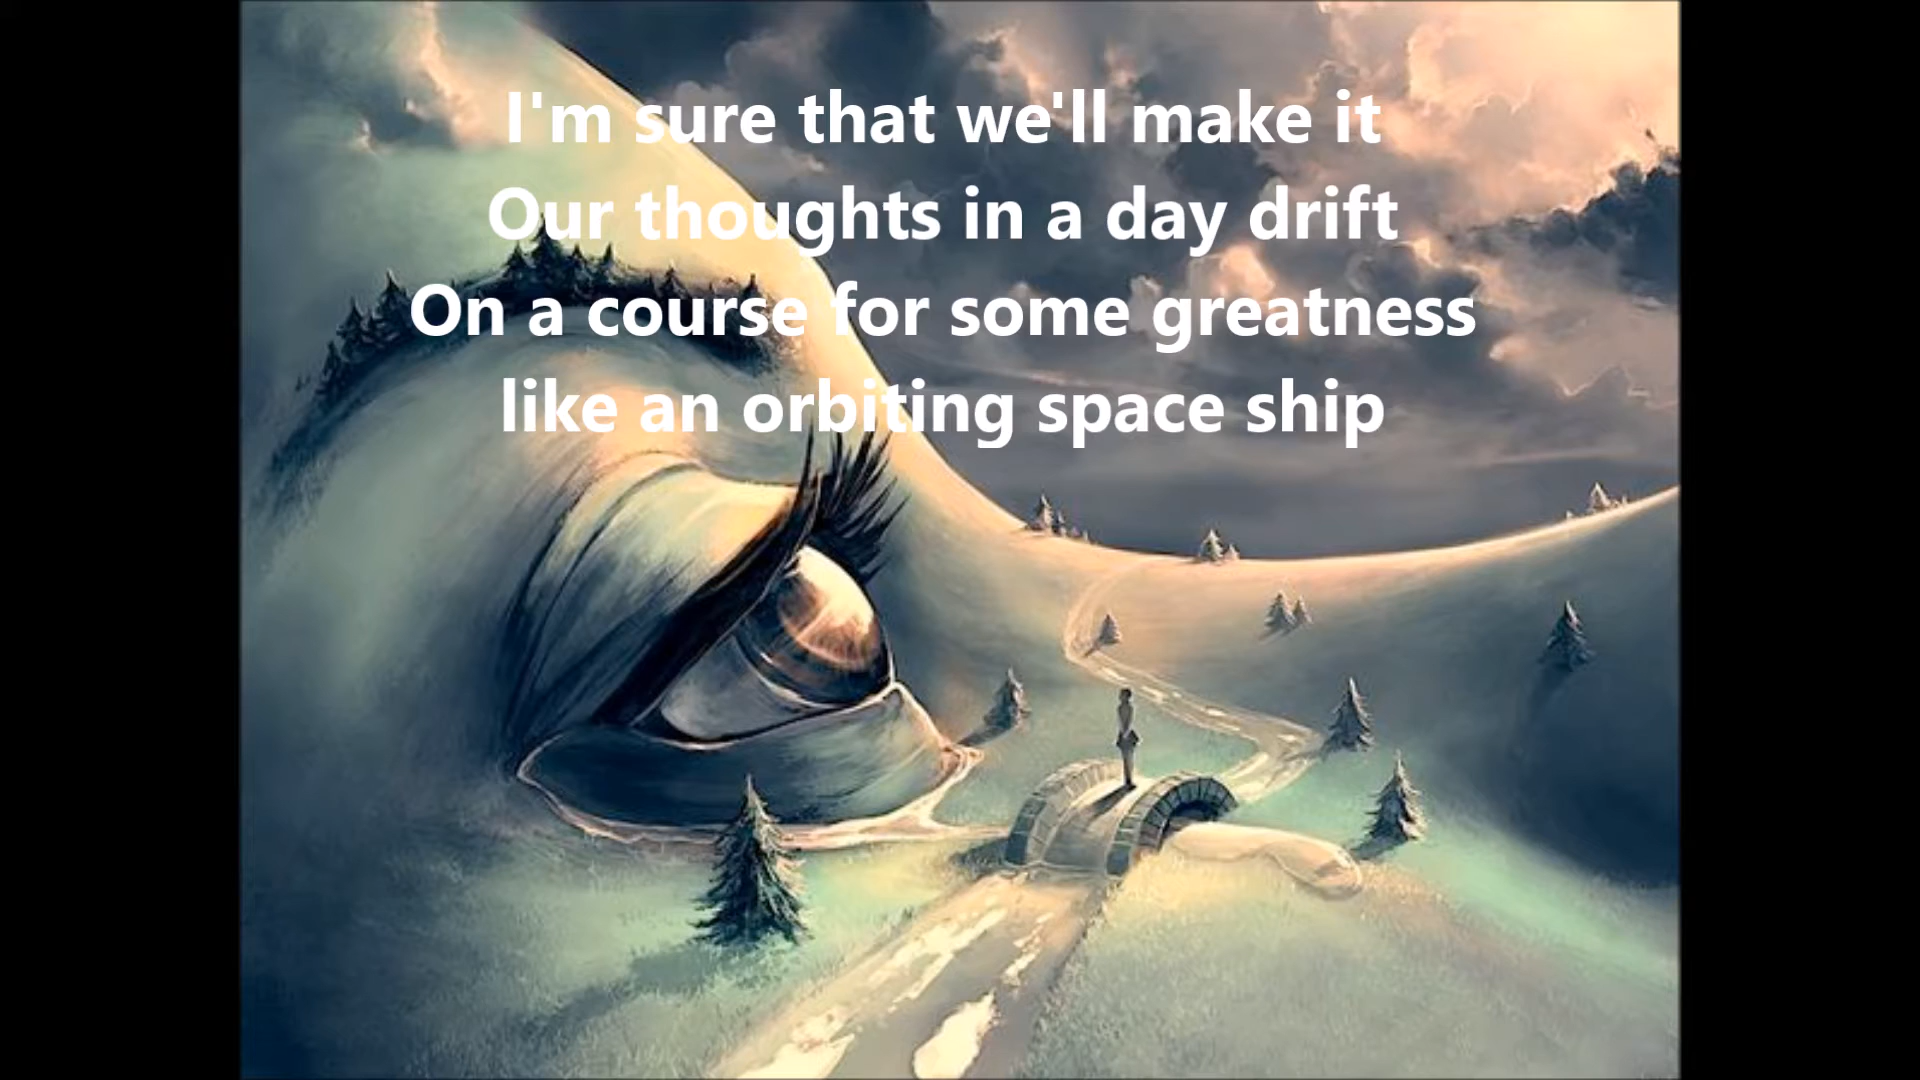 I'm sure that we'll make it
Our thoughts in a day drift
On a course for some greatness
like an orbiting space ship